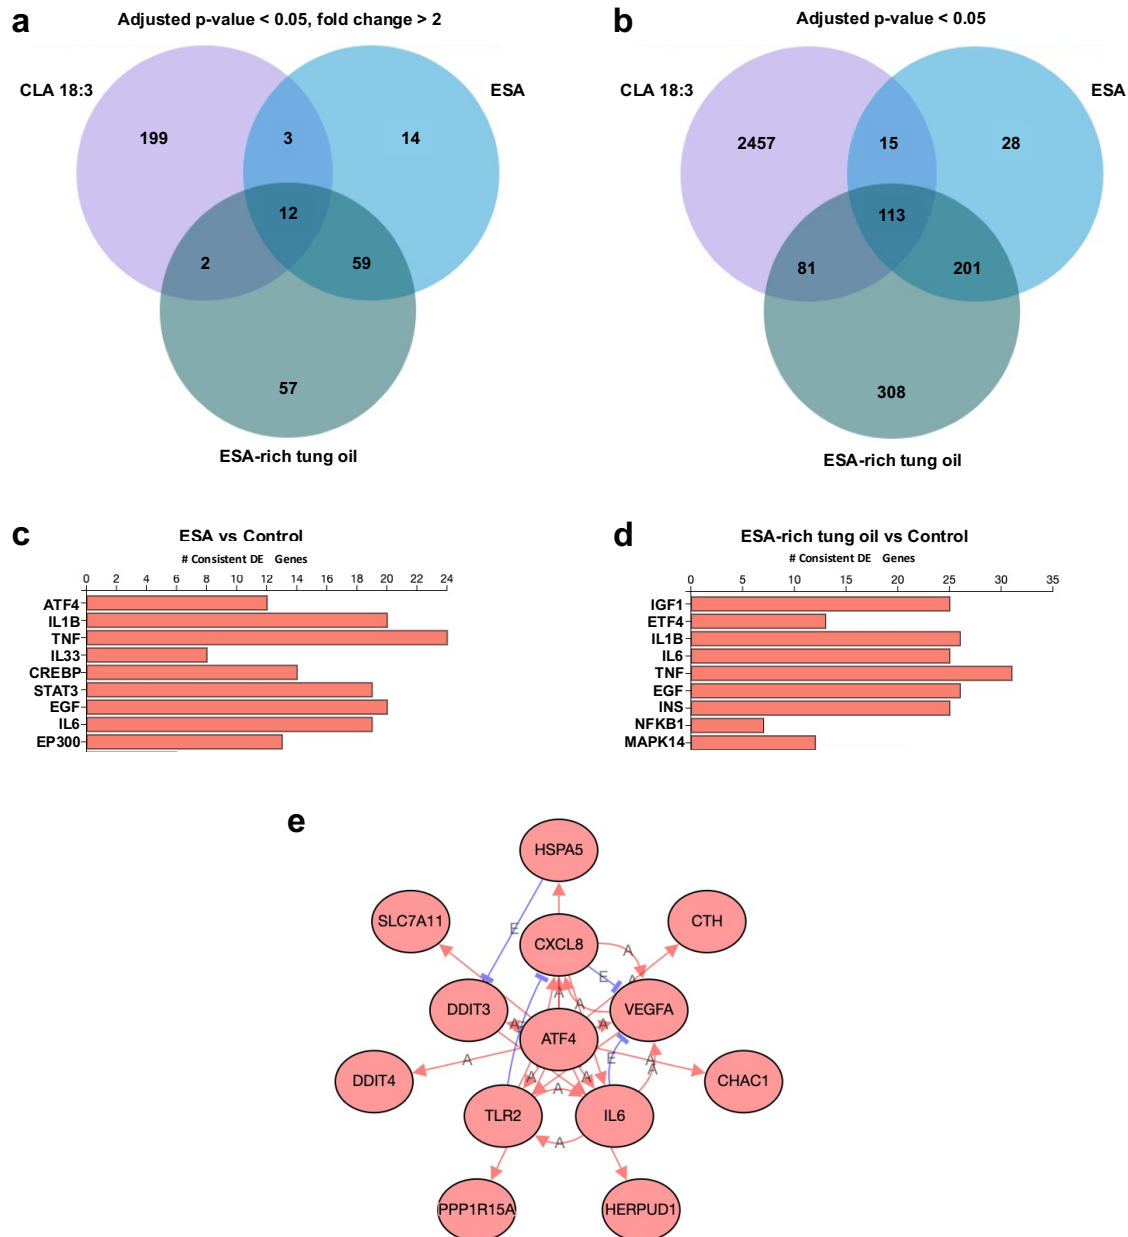 a
Adjusted p-value < 0.05, fold change > 2
CLA 18:3
ESA
199
3
14
12
2
59
57
ESA-rich tung oil
b
Adjusted p-value < 0.05
CLA 18:3
ESA
2457
15
28
113
81
201
308
ESA-rich tung oil
c
ESA vs Control
# Consistent DE Genes
0 2 4 6 8 10 12 14 16 18 20 22 24
ATF4
IL1B
TNF
IL33
CREBP
STAT3
EGF
IL6
EP300
d
ESA-rich tung oil vs Control
# Consistent DE Genes
0 5 10 15 20 25 30 35
IGF1
ETF4
IL1B
IL6
TNF
EGF
INS
NFKB1
MAPK14
e
HSPA5
SLC7A11
CTH
E
CXCL8
A
E
A
A
A
DDIT3
VEGFA
A
A
ATF4
DDIT4
A
E
A
A
CHAC1
A
A
A
TLR2
IL6
A
PPP1R15A
HERPUD1